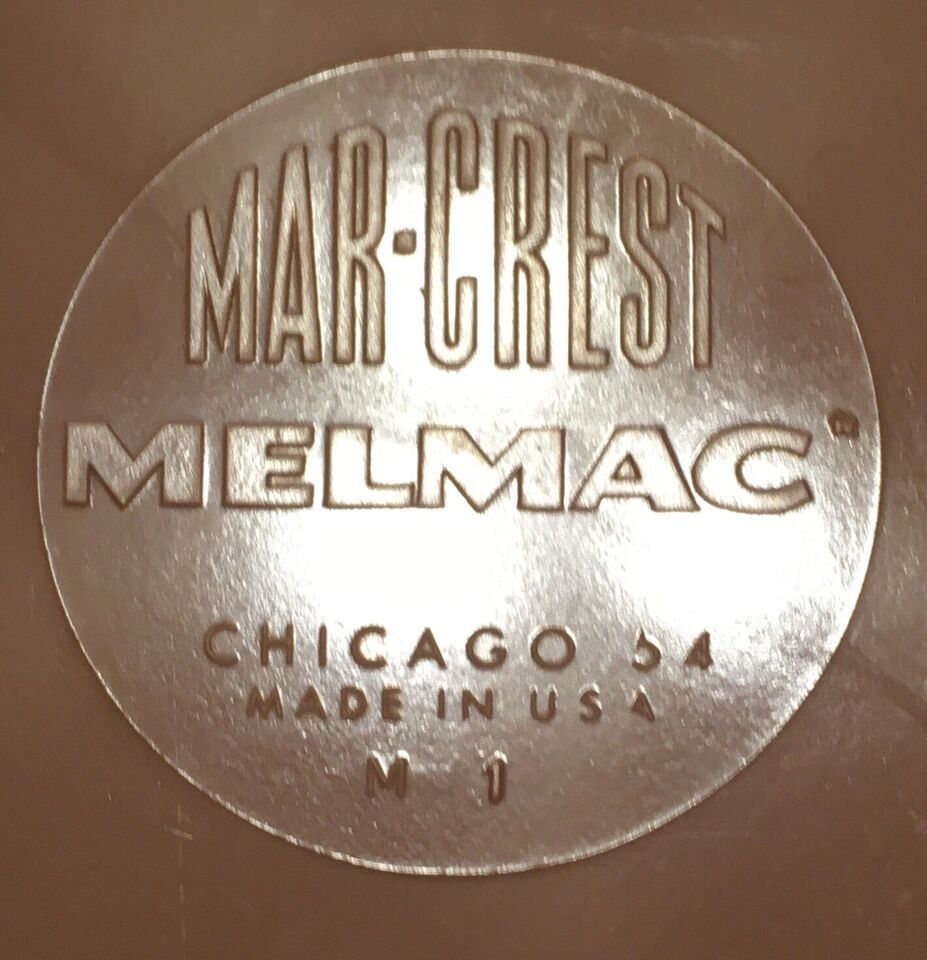 MAR·CREST
MELMAC®
CHICAGO 54
MADE IN USA
M 1